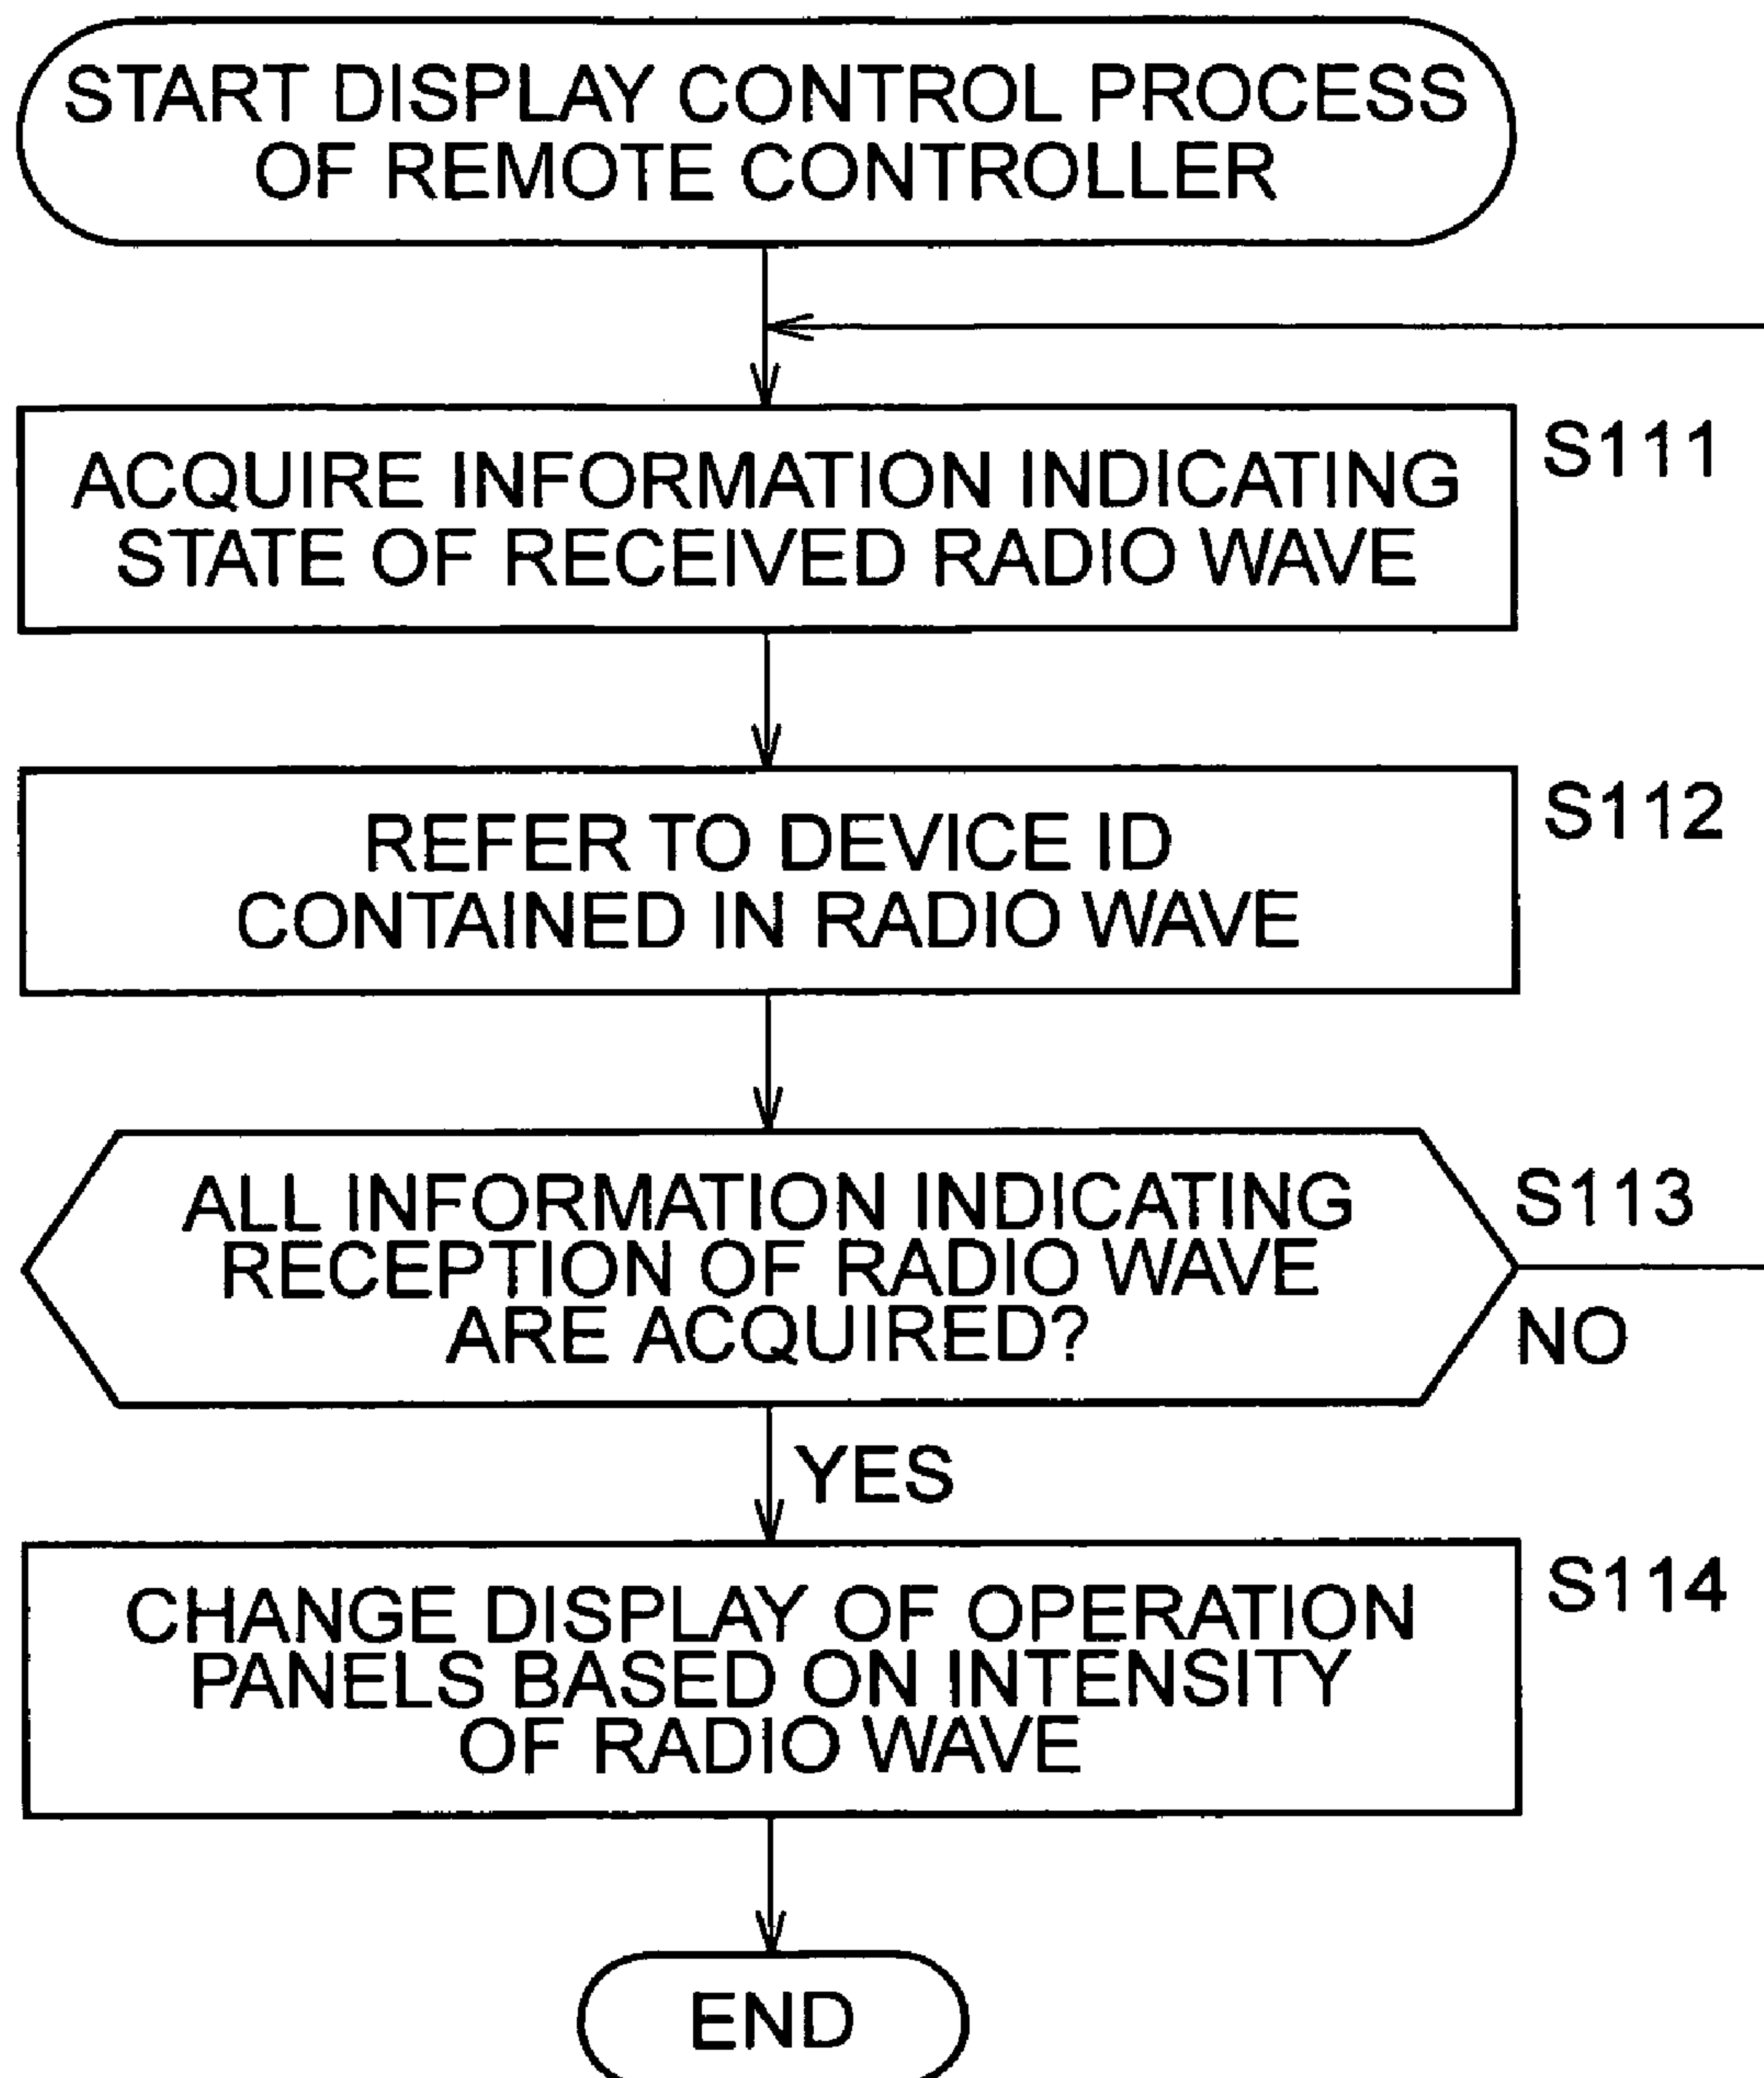 START DISPLAY CONTROL PROCESS
OF REMOTE CONTROLLER
ACQUIRE INFORMATION INDICATING
STATE OF RECEIVED RADIO WAVE
S111
REFER TO DEVICE ID
CONTAINED IN RADIO WAVE
S112
ALL INFORMATION INDICATING
RECEPTION OF RADIO WAVE
ARE ACQUIRED?
S113
NO
YES
CHANGE DISPLAY OF OPERATION
PANELS BASED ON INTENSITY
OF RADIO WAVE
S114
END